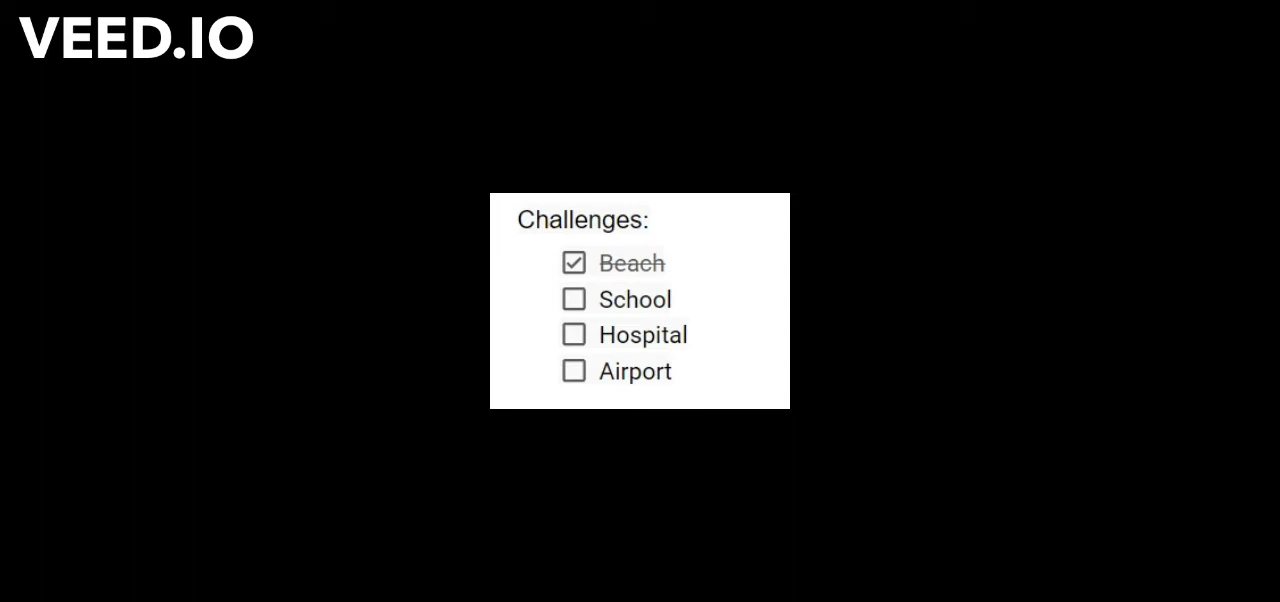 VEED.IO
Challenges:
Beach
School
Hospital
Airport